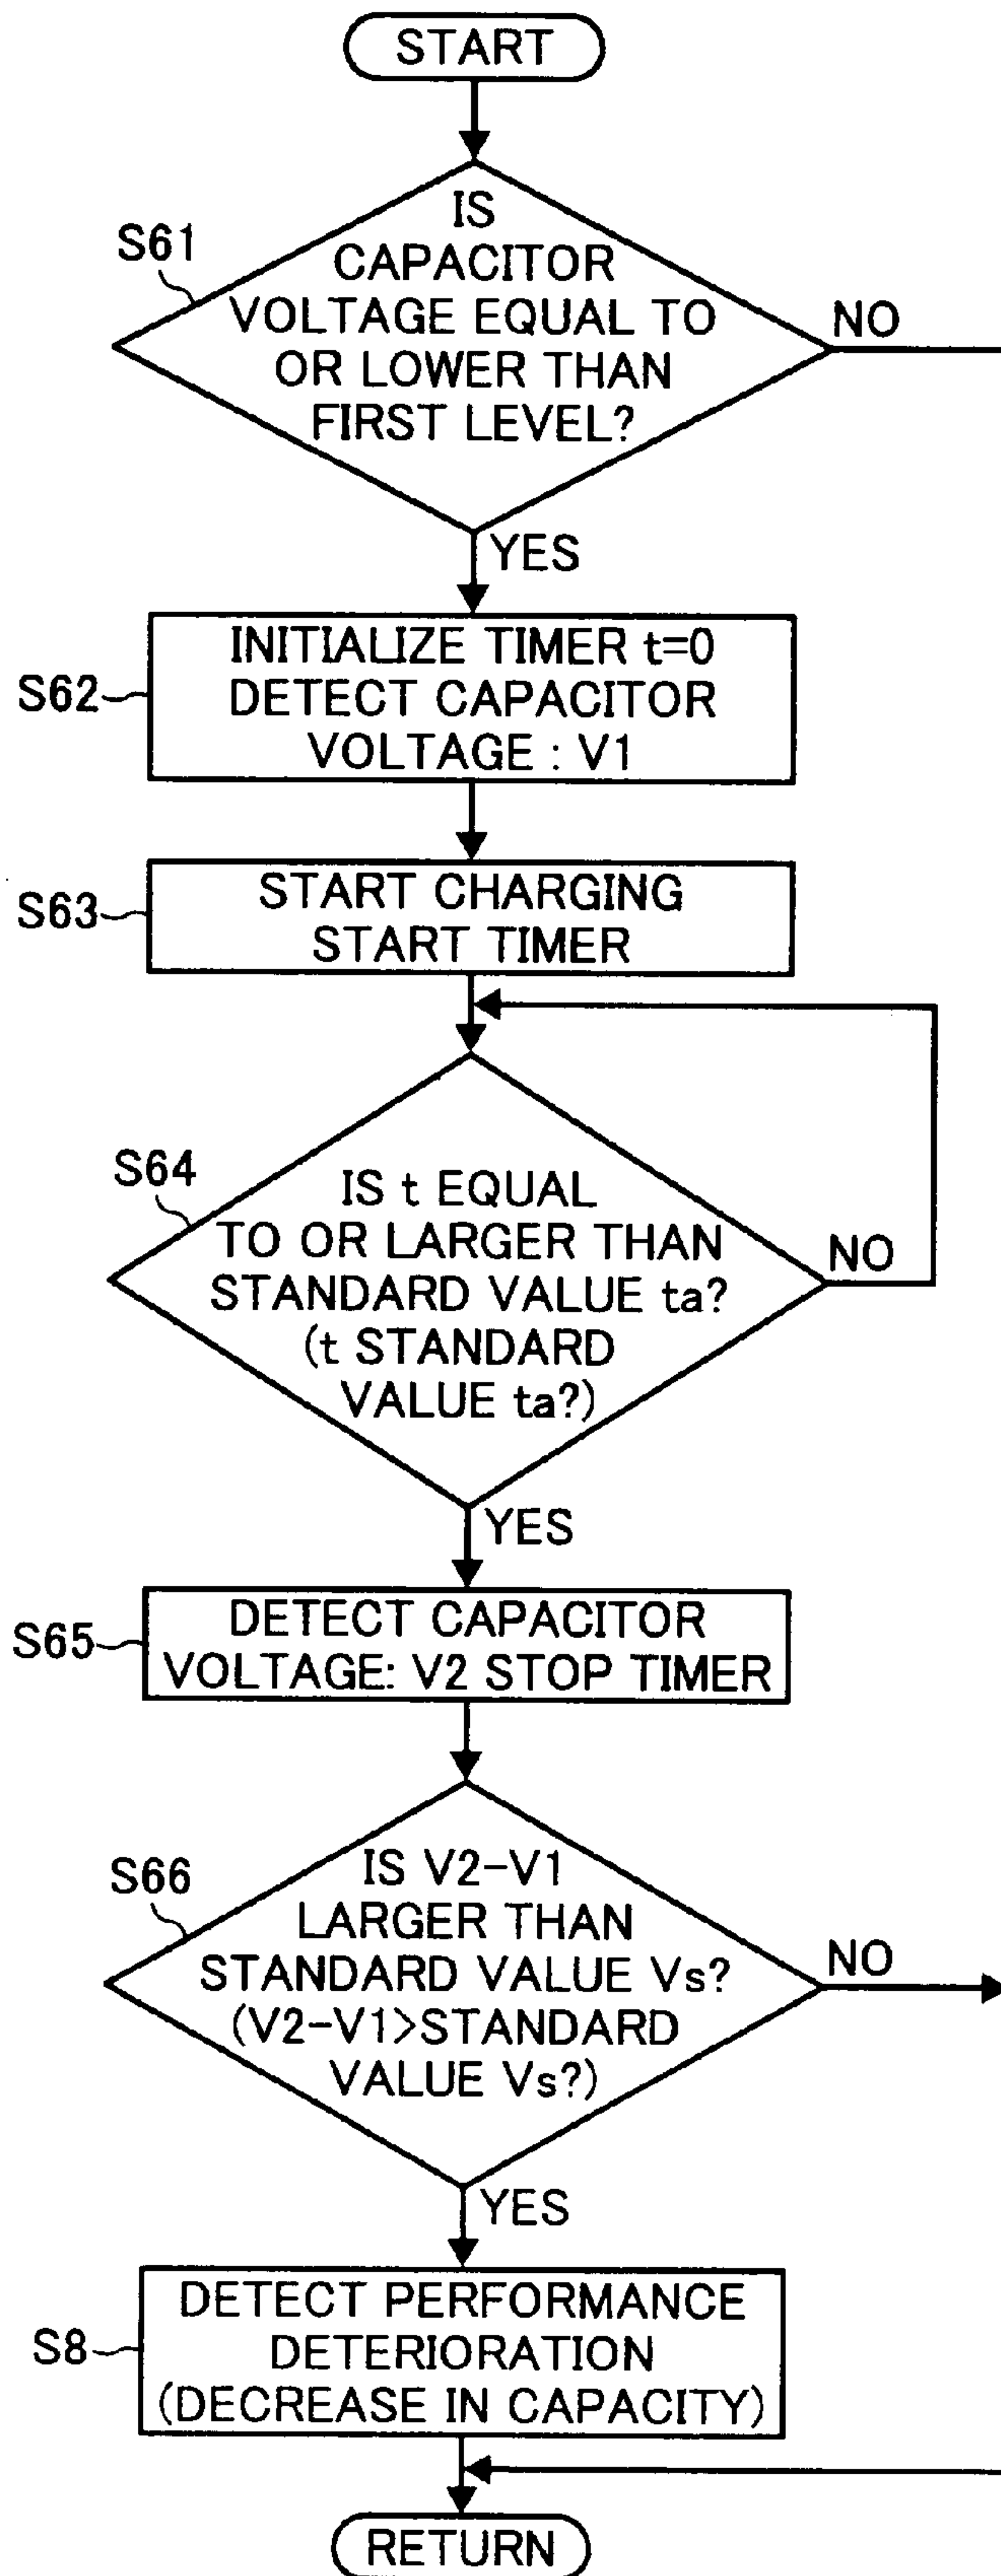 START
S61
IS
CAPACITOR
VOLTAGE EQUAL TO
OR LOWER THAN
FIRST LEVEL?
NO
YES
S62
INITIALIZE TIMER t=0
DETECT CAPACITOR
VOLTAGE : V1
S63
START CHARGING
START TIMER
S64
IS t EQUAL
TO OR LARGER THAN
STANDARD VALUE ta?
(t STANDARD
VALUE ta?)
NO
YES
S65
DETECT CAPACITOR
VOLTAGE: V2 STOP TIMER
S66
IS V2-V1
LARGER THAN
STANDARD VALUE Vs?
(V2-V1>STANDARD
VALUE Vs?)
NO
YES
S8
DETECT PERFORMANCE
DETERIORATION
(DECREASE IN CAPACITY)
RETURN